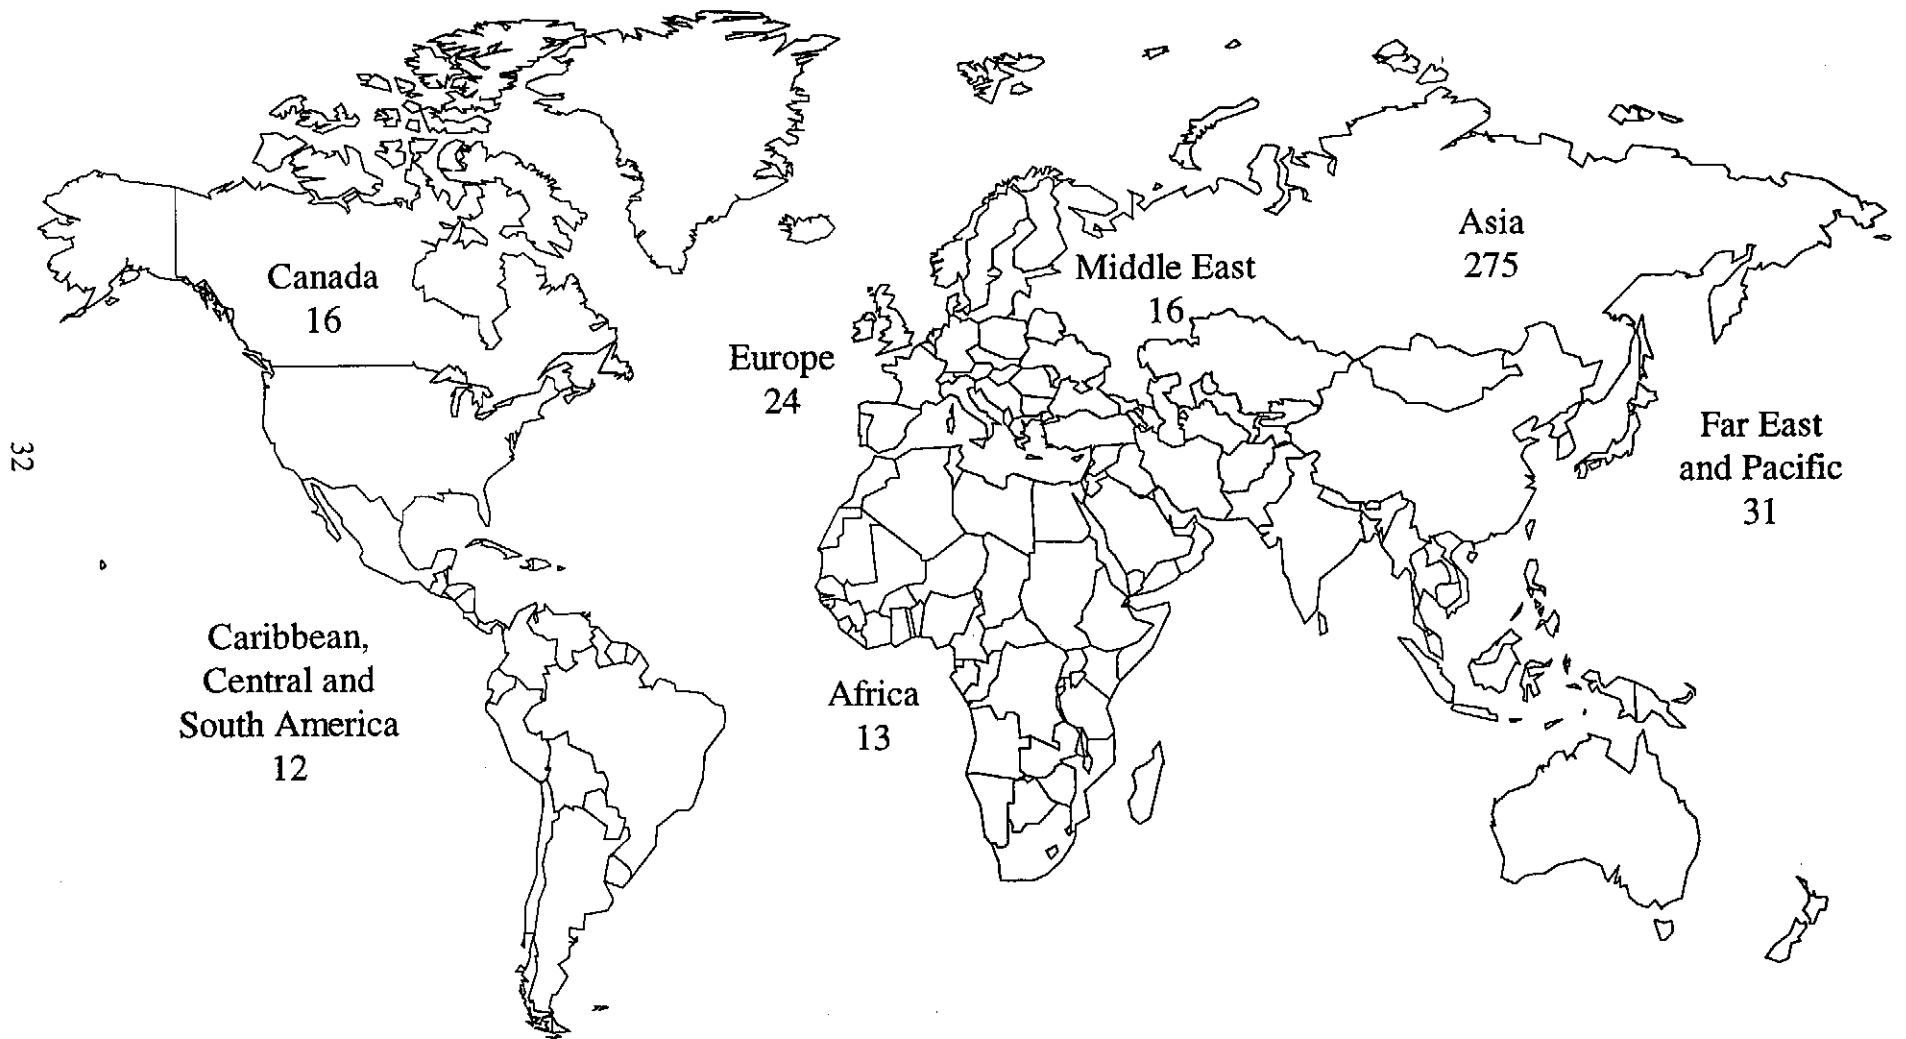 Canada
16
Europe
24
Middle East
16
Asia
275
Far East
and Pacific
31
Caribbean,
Central and
South America
12
Africa
13
32